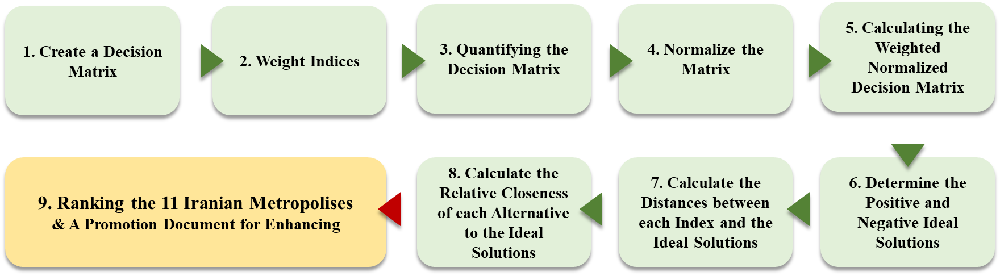 1. Create a Decision
Matrix
2. Weight Indices
3. Quantifying the
Decision Matrix
4. Normalize the
Matrix
5. Calculating the
Weighted
Normalized
Decision Matrix
6. Determine the
Positive and
Negative Ideal
Solutions
7. Calculate the
Distances between
each Index and the
Ideal Solutions
8. Calculate the
Relative Closeness
of each Alternative
to the Ideal
Solutions
9. Ranking the 11 Iranian Metropolises
& A Promotion Document for Enhancing